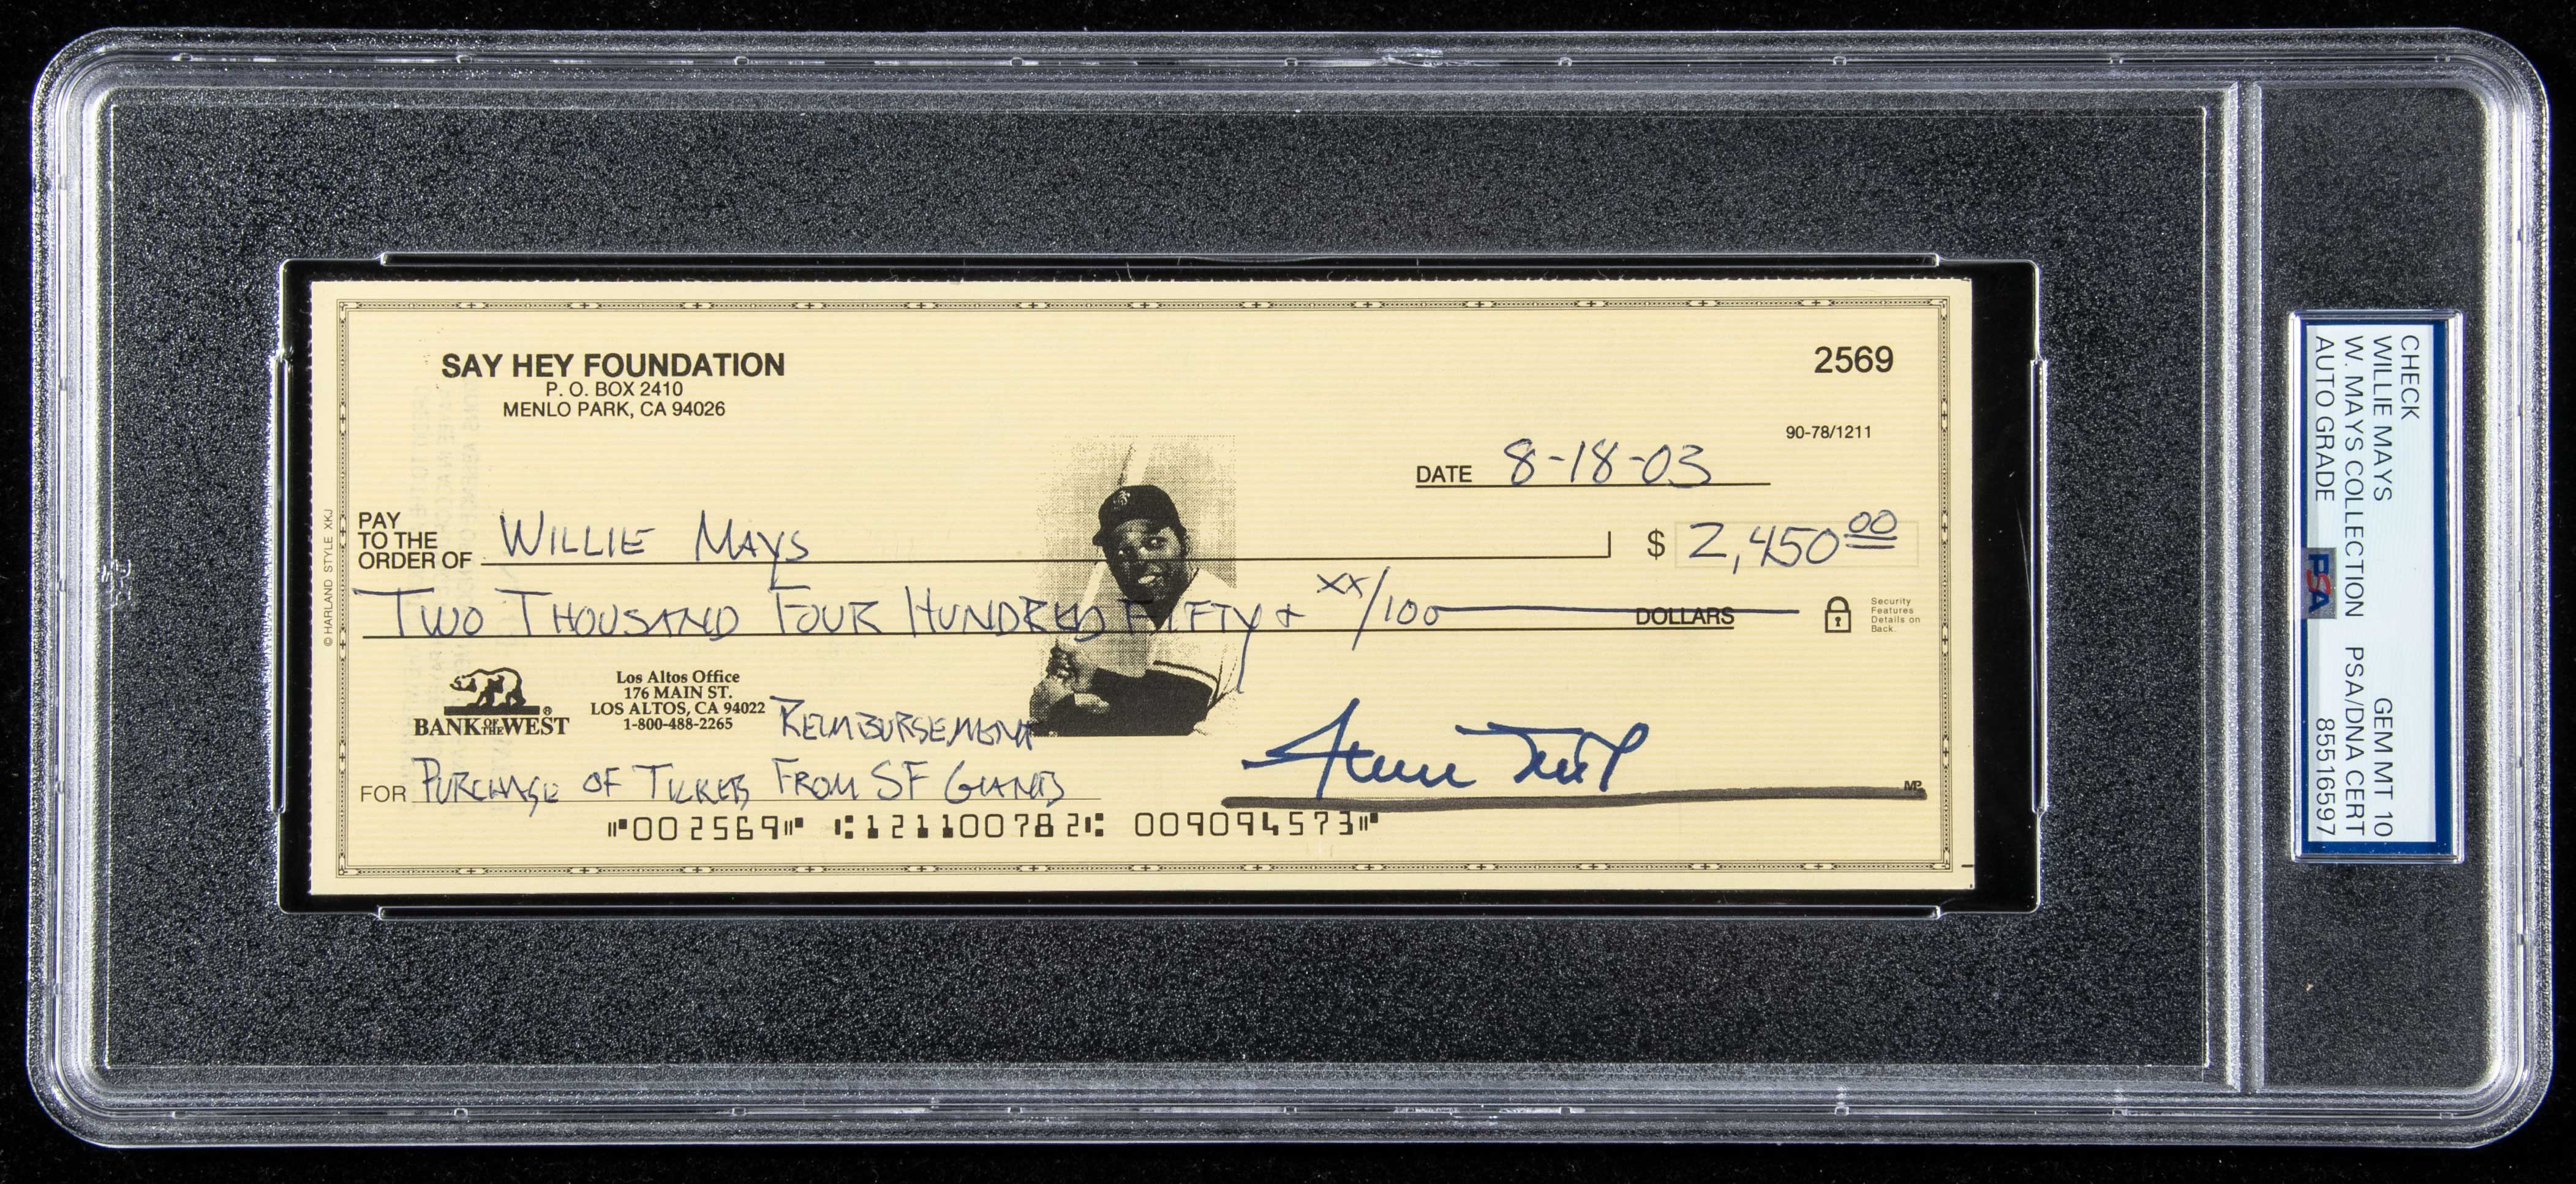 SAY HEY FOUNDATION
P. O. BOX 2410
MENLO PARK, CA 94026
2569
90-78/1211
DATE 8-18-03
PAY
TO THE
ORDER OF WILLIE MAYS $ 2,450 00
TWO THOUSAND FOUR HUNDRED FIFTY + XX/100 DOLLARS
Security
Features
Details on
Back.
© HARLAND STYLE XKJ
BANK OF THE WEST ®
Los Altos Office
176 MAIN ST.
LOS ALTOS, CA 94022
1-800-488-2265
REIMBURSEMENT
FOR PURCHASE OF TICKETS FROM SF GIANTS
MP
⑈002569⑈ ⑆121100782⑆ 009094573⑈
CHECK
WILLIE MAYS GEM MT 10
W. MAYS COLLECTION PSA/DNA CERT
AUTO GRADE 85516597
PSA